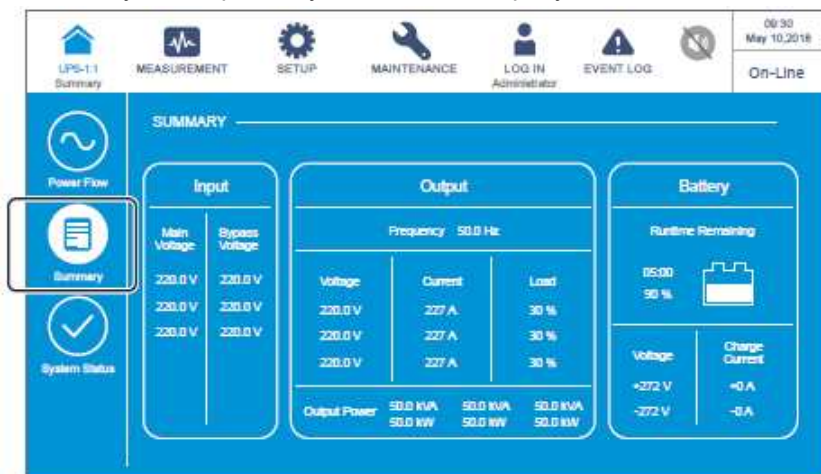 UPS-1:1
Summary
MEASUREMENT
SETUP
MAINTENANCE
LOG IN
Administrator
EVENT LOG
09:30
May 10,2016
On-Line
SUMMARY
Power Flow
Summary
System Status
Input
Main Voltage
Bypass Voltage
220.0 V 220.0 V
220.0 V 220.0 V
220.0 V 220.0 V
Output
Frequency 50.0 Hz
Voltage Current Load
220.0 V 227 A 30 %
220.0 V 227 A 30 %
220.0 V 227 A 30 %
Output Power 50.0 kVA 50.0 kVA 50.0 kVA
50.0 kW 50.0 kW 50.0 kW
Battery
Runtime Remaining
05:00
90 %
Voltage
Charge Current
+272 V +0 A
-272 V -0 A